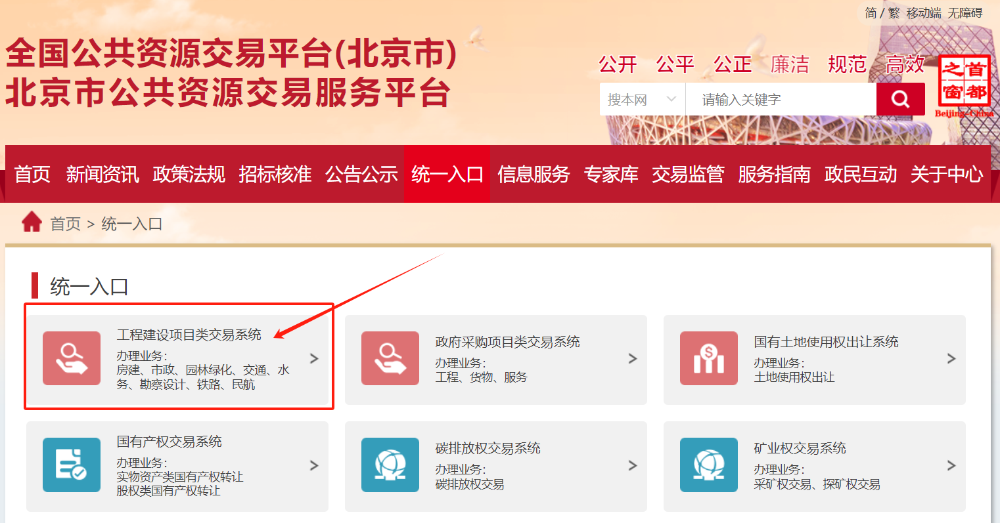 简 / 繁 移动端 无障碍
全国公共资源交易平台(北京市)
北京市公共资源交易服务平台
公开 公平 公正 廉洁 规范 高效
搜本网 请输入关键字
首都
之窗
Beijing-China
首页 新闻资讯 政策法规 招标核准 公告公示 统一入口 信息服务 专家库 交易监管 服务指南 政民互动 关于中心
首页 > 统一入口
统一入口
工程建设项目类交易系统
办理业务：
房建、市政、园林绿化、交通、水
务、勘察设计、铁路、民航
政府采购项目类交易系统
办理业务：
工程、货物、服务
国有土地使用权出让系统
办理业务：
土地使用权出让
国有产权交易系统
办理业务：
实物资产类国有产权转让
股权类国有产权转让
碳排放权交易系统
办理业务：
碳排放权交易
矿业权交易系统
办理业务：
采矿权交易、探矿权交易